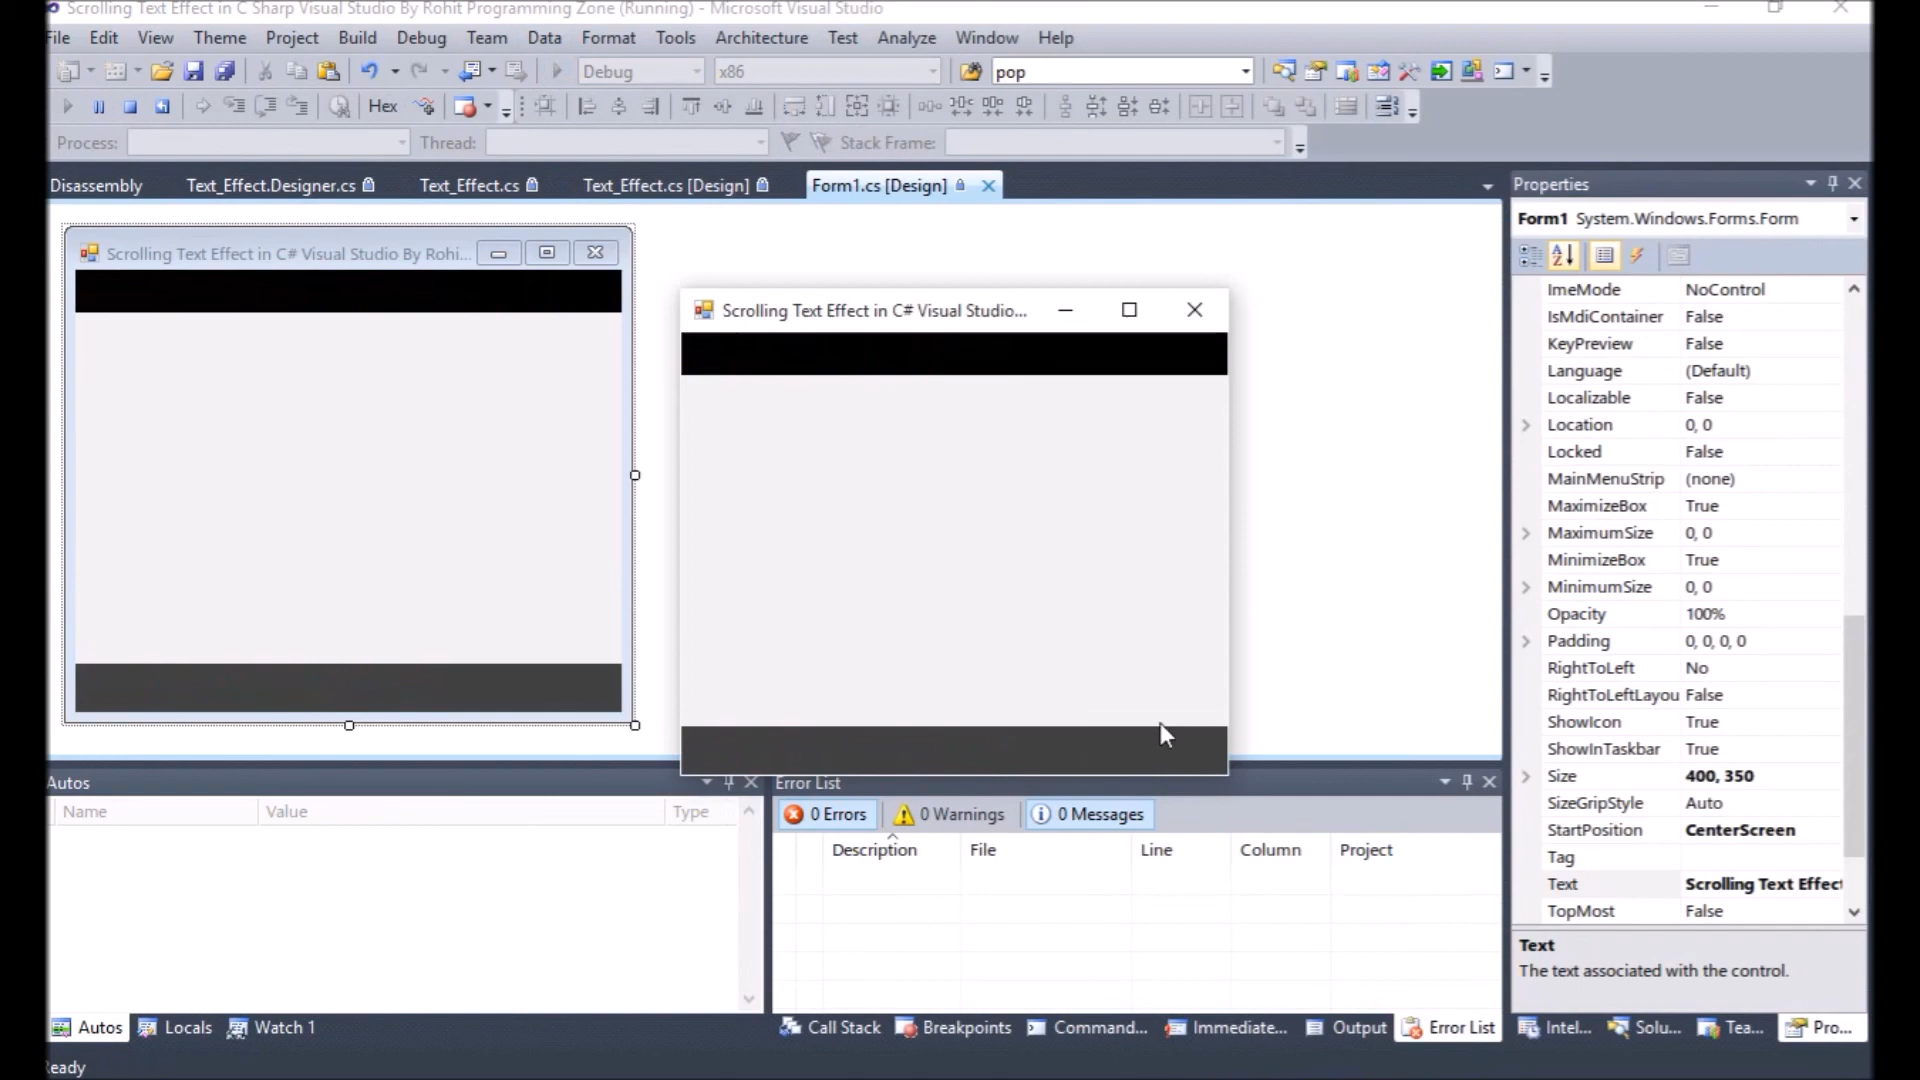 Scrolling Text Effect in C Sharp Visual Studio By Rohit Programming Zone (Running) - Microsoft Visual Studio
File Edit View Theme Project Build Debug Team Data Format Tools Architecture Test Analyze Window Help
Debug x86 pop
Hex
Process: Thread: Stack Frame:
Disassembly Text_Effect.Designer.cs Text_Effect.cs Text_Effect.cs [Design] Form1.cs [Design]
Scrolling Text Effect in C# Visual Studio By Rohi...
Scrolling Text Effect in C# Visual Studio...
Properties
Form1 System.Windows.Forms.Form
ImeMode NoControl
IsMdiContainer False
KeyPreview False
Language (Default)
Localizable False
Location 0, 0
Locked False
MainMenuStrip (none)
MaximizeBox True
MaximumSize 0, 0
MinimizeBox True
MinimumSize 0, 0
Opacity 100%
Padding 0, 0, 0, 0
RightToLeft No
RightToLeftLayou False
ShowIcon True
ShowInTaskbar True
Size 400, 350
SizeGripStyle Auto
StartPosition CenterScreen
Tag
Text Scrolling Text Effect
TopMost False
Text
The text associated with the control.
Autos
Name Value Type
Error List
0 Errors 0 Warnings 0 Messages
Description File Line Column Project
Autos Locals Watch 1
Call Stack Breakpoints Command... Immediate... Output Error List
Intel... Solu... Tea... Pro...
Ready